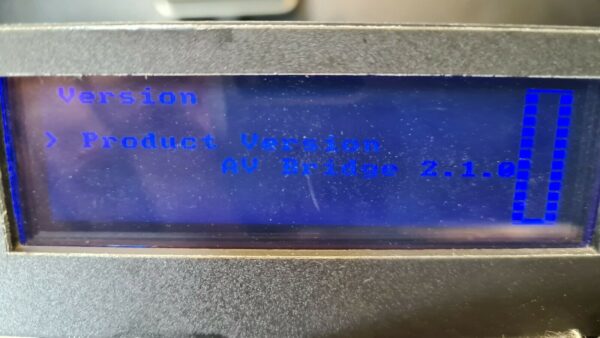 Version
> Product Version
AV Bridge 2.1.0